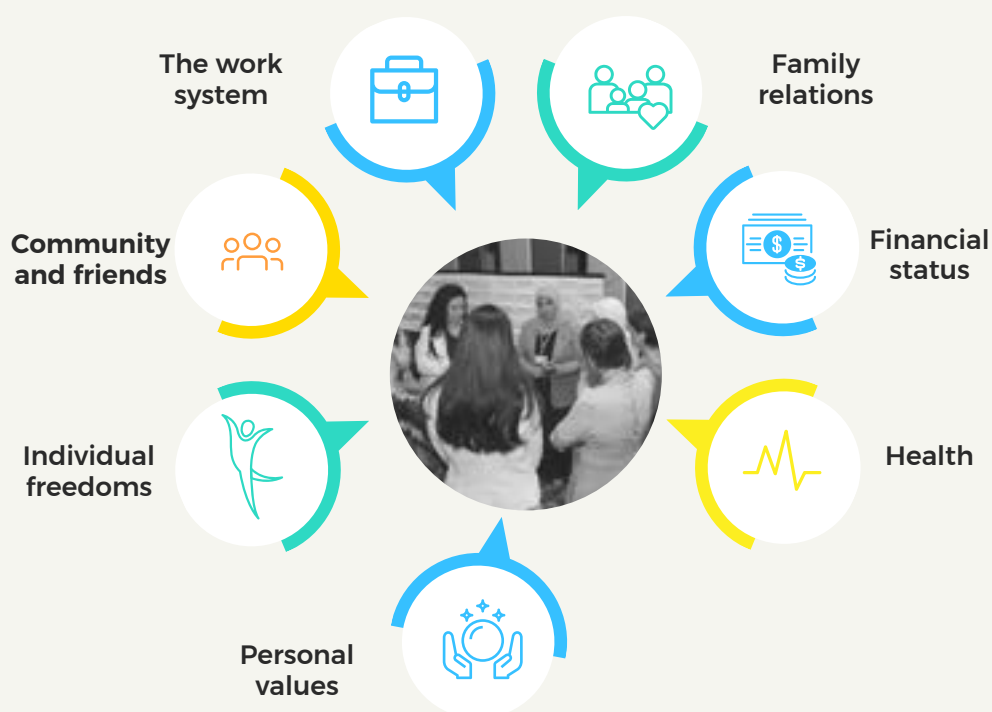 The work
system
Family
relations
Community
and friends
Financial
status
Individual
freedoms
Health
Personal
values
$
$